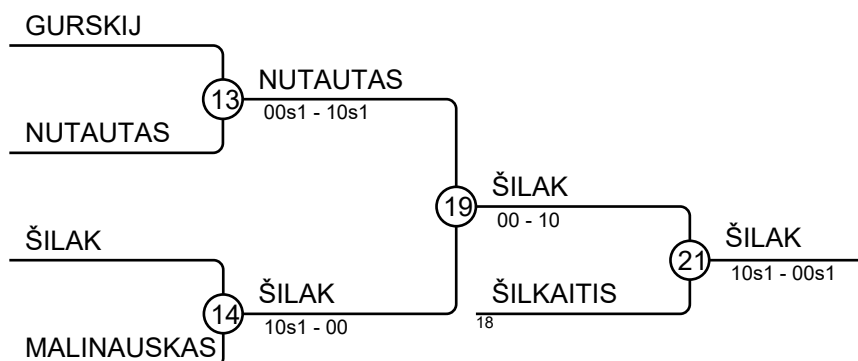 GURSKIJ
13
NUTAUTAS
00s1 - 10s1
NUTAUTAS
19
ŠILAK
00 - 10
ŠILAK
14
ŠILAK
10s1 - 00
MALINAUSKAS
21
ŠILAK
10s1 - 00s1
ŠILKAITIS
18